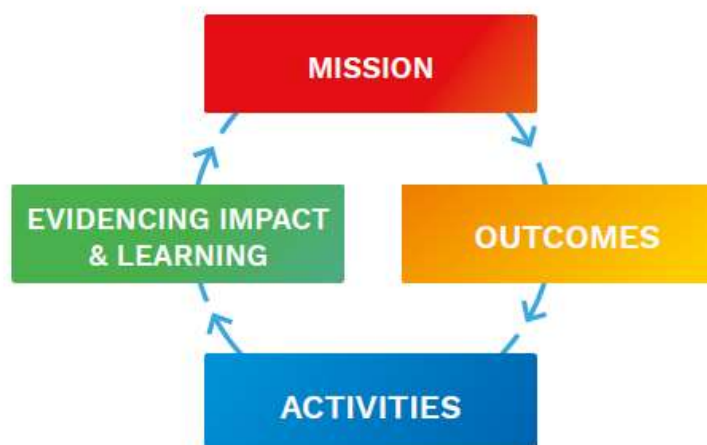 MISSION
EVIDENCING IMPACT
& LEARNING
OUTCOMES
ACTIVITIES